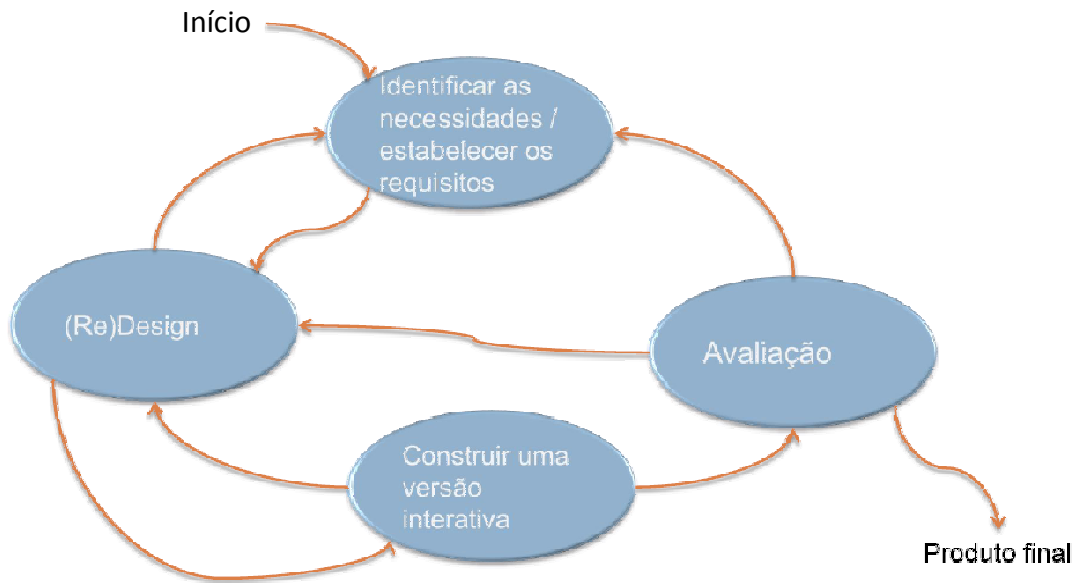 Início
Identificar as
necessidades /
estabelecer os
requisitos
(Re)Design
Avaliação
Construir uma
versão
interativa
Produto final